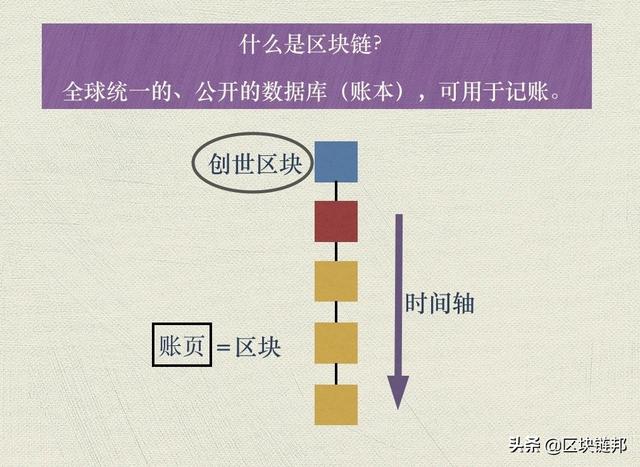 什么是区块链?
全球统一的、公开的数据库（账本），可用于记账。
创世区块
时间轴
账页=区块
头条 @区块链邦